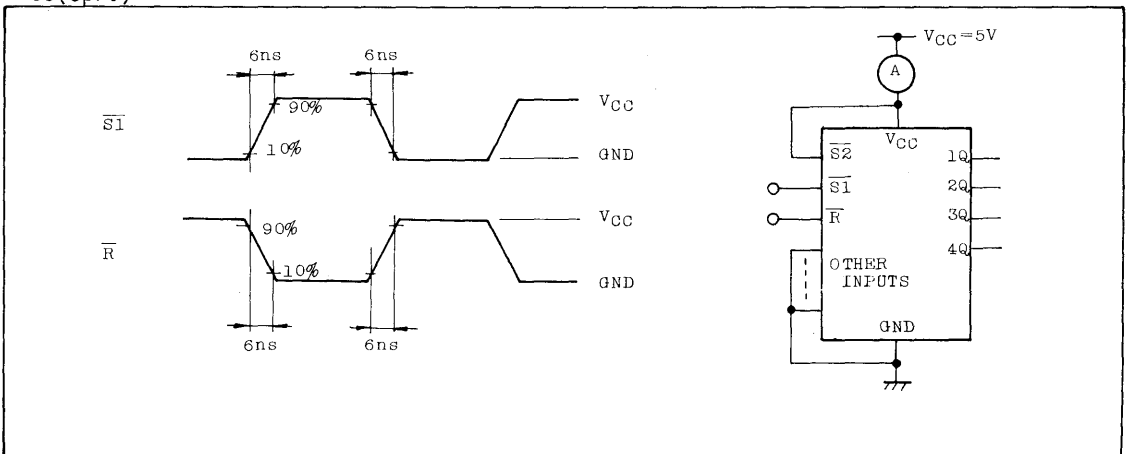 6ns 6ns
S1
90%
10%
VCC
GND
R
90%
10%
VCC
GND
6ns 6ns
VCC=5V
A
VCC
S2 1Q
S1 2Q
R 3Q
4Q
OTHER
INPUTS
GND